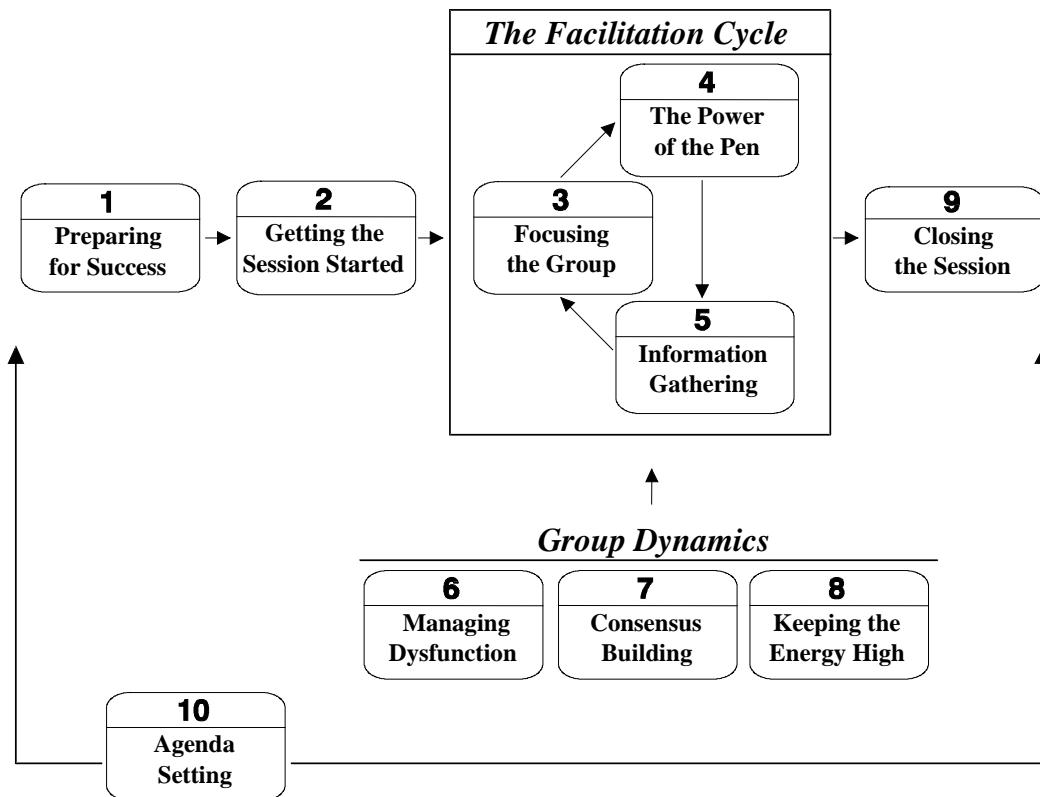 The Facilitation Cycle
1
Preparing
for Success
2
Getting the
Session Started
3
Focusing
the Group
4
The Power
of the Pen
5
Information
Gathering
9
Closing
the Session
Group Dynamics
6
Managing
Dysfunction
7
Consensus
Building
8
Keeping the
Energy High
10
Agenda
Setting